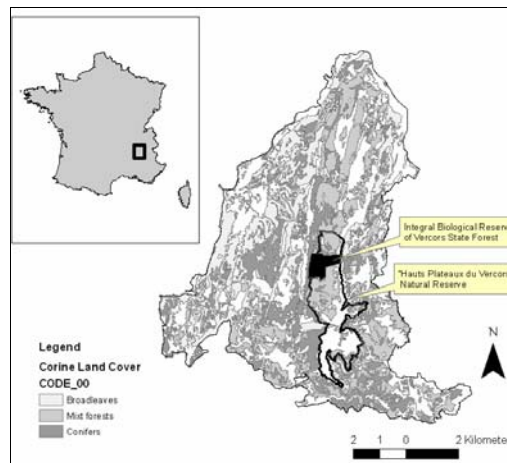 Integral Biological Reserve
of Vercors State Forest
"Hauts Plateaux du Vercors
Natural Reserve
N
Legend
Corine Land Cover
CODE_00
Broadleaves
Mixt forests
Conifers
2 1 0 2 Kilomete